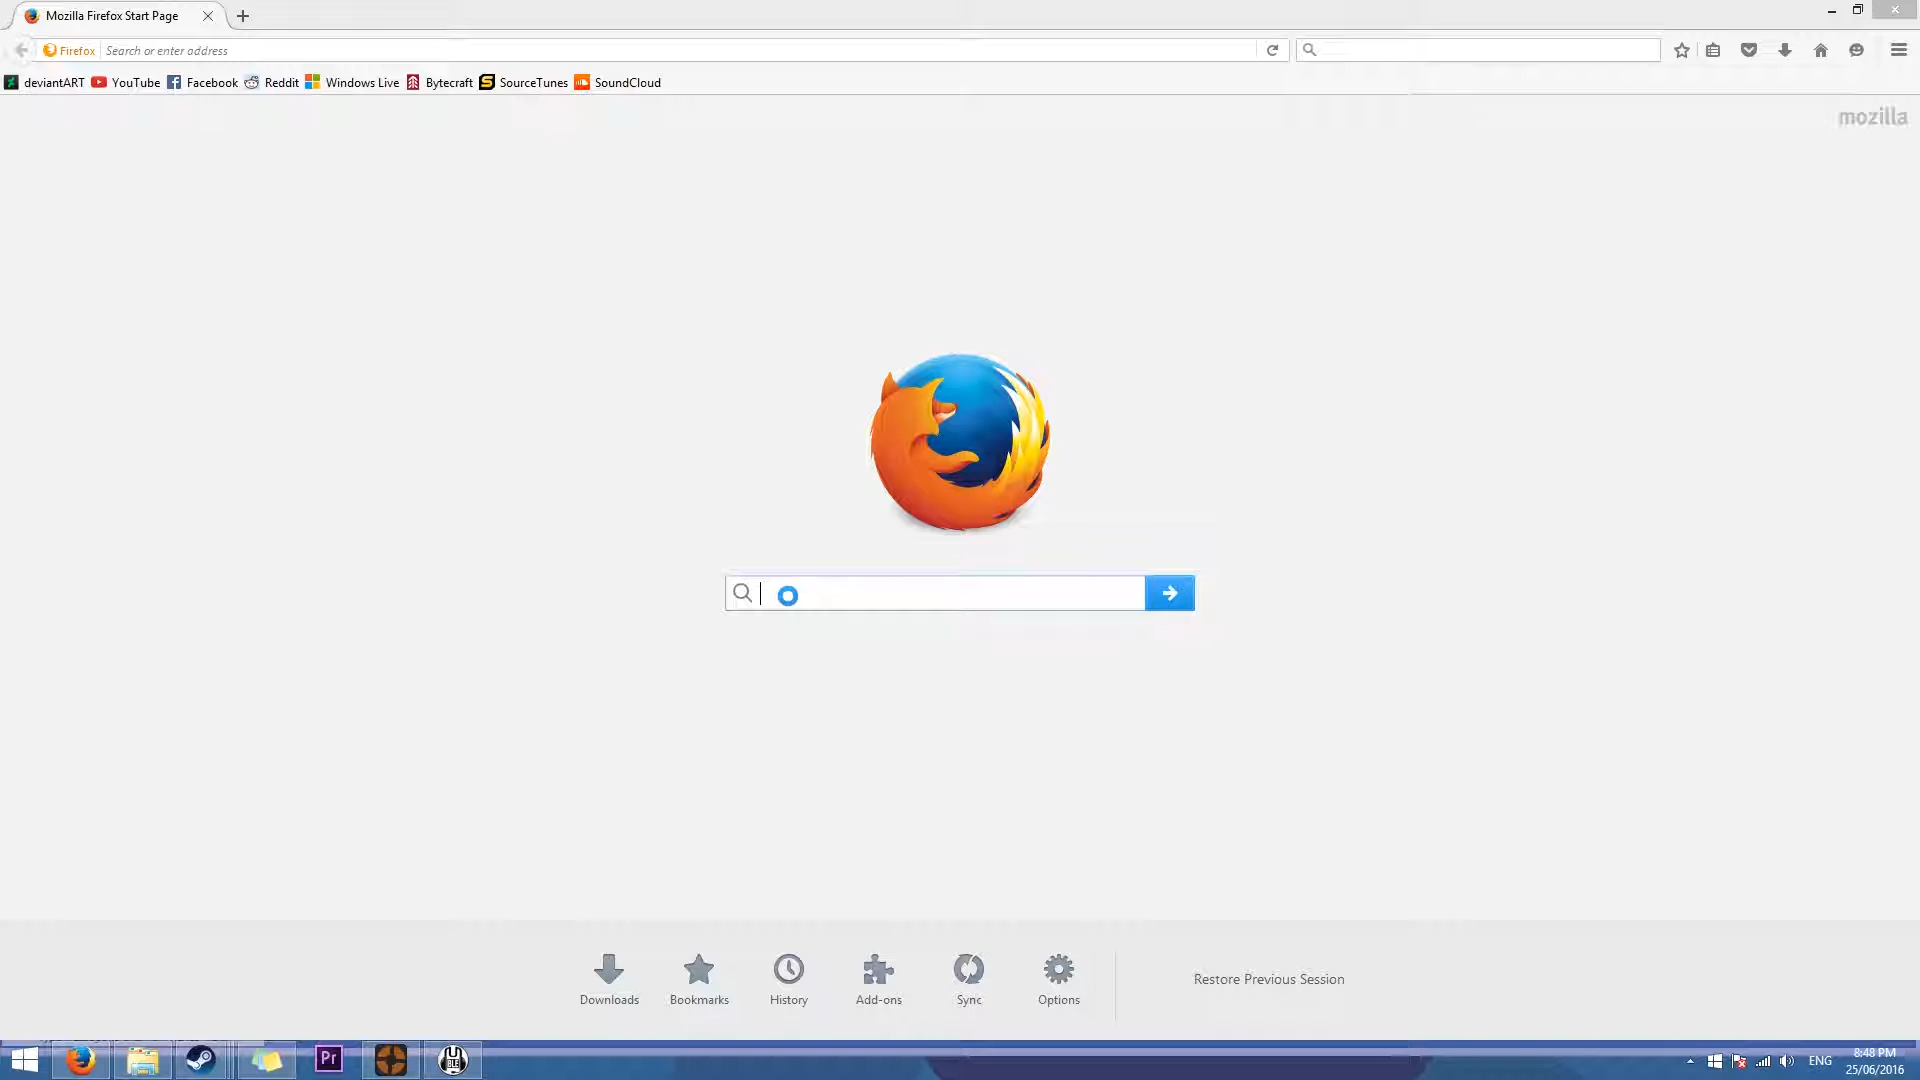 Mozilla Firefox Start Page
Firefox Search or enter address
deviantART YouTube Facebook Reddit Windows Live Bytecraft SourceTunes SoundCloud
mozilla
Downloads Bookmarks History Add-ons Sync Options Restore Previous Session
Pr ENG 8:48 PM
25/06/2016